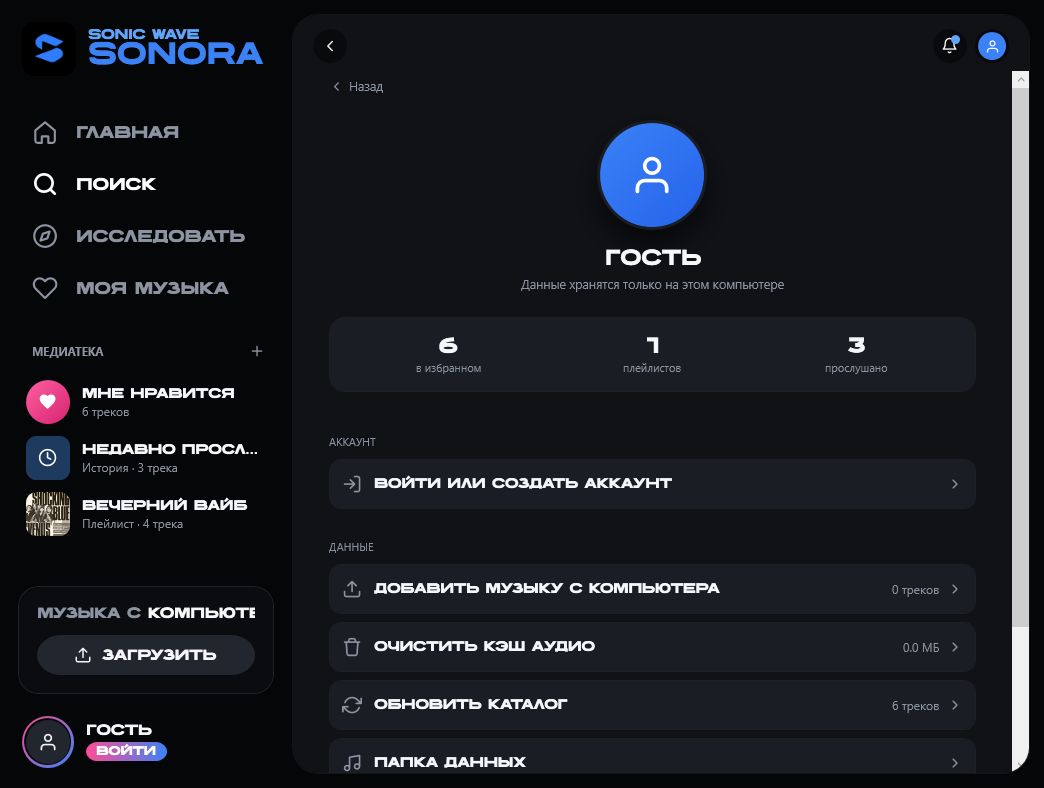 SONIC WAVE
SONORA
ГЛАВНАЯ
ПОИСК
ИССЛЕДОВАТЬ
МОЯ МУЗЫКА
МЕДИАТЕКА
МНЕ НРАВИТСЯ
6 треков
НЕДАВНО ПРОСЛ...
История · 3 трека
SHOCKING
BLUE
VENUS
ВЕЧЕРНИЙ ВАЙБ
Плейлист · 4 трека
МУЗЫКА С КОМПЬЮТЕ
ЗАГРУЗИТЬ
ГОСТЬ
ВОЙТИ
Назад
ГОСТЬ
Данные хранятся только на этом компьютере
6 1 3
в избранном плейлистов прослушано
АККАУНТ
ВОЙТИ ИЛИ СОЗДАТЬ АККАУНТ
ДАННЫЕ
ДОБАВИТЬ МУЗЫКУ С КОМПЬЮТЕРА 0 треков
ОЧИСТИТЬ КЭШ АУДИО 0.0 МБ
ОБНОВИТЬ КАТАЛОГ 6 треков
ПАПКА ДАННЫХ